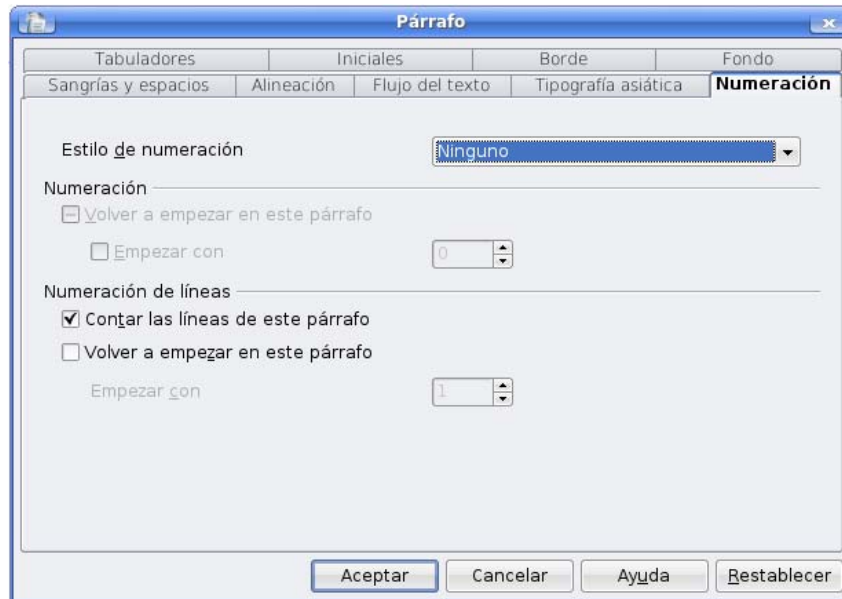 Párrafo
Tabuladores Iniciales Borde Fondo
Sangrías y espacios Alineación Flujo del texto Tipografía asiática Numeración
Estilo de numeración Ninguno
Numeración
Volver a empezar en este párrafo
Empezar con 0
Numeración de líneas
Contar las líneas de este párrafo
Volver a empezar en este párrafo
Empezar con 1
Aceptar Cancelar Ayuda Restablecer